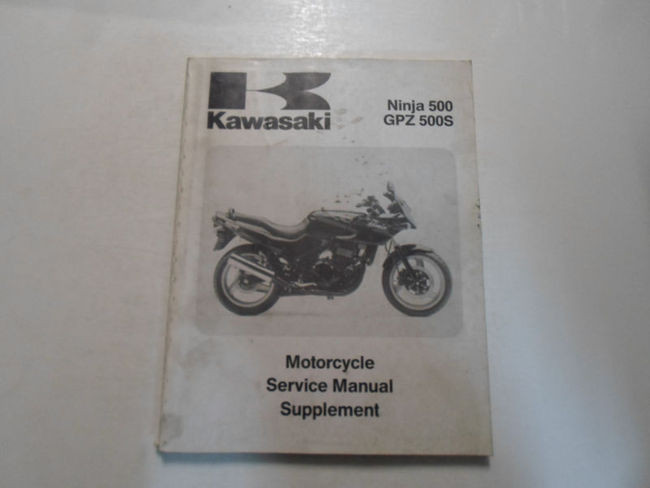 Kawasaki
Ninja 500
GPZ 500S
Motorcycle
Service Manual
Supplement